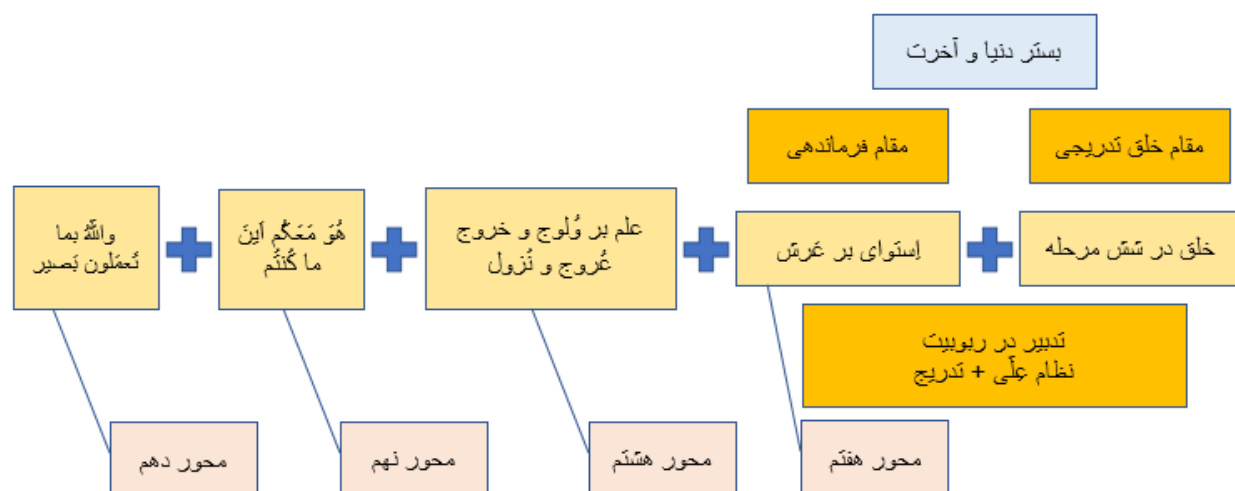 بستر دنیا و آخرت
مقام خلق تدریجی
مقام فرماندهی
خلق در شش مرحله
اِستوای بر عَرش
علم بر وُلوج و خروج
عُروج و نُزول
هُوَ مَعَکُم اَینَ
ما کُنتُم
واللهُ بما
تَعمَلون بَصیر
تدبیر در ربوبیت
نظام عِلّی + تدریج
محور هفتم
محور هشتم
محور نهم
محور دهم